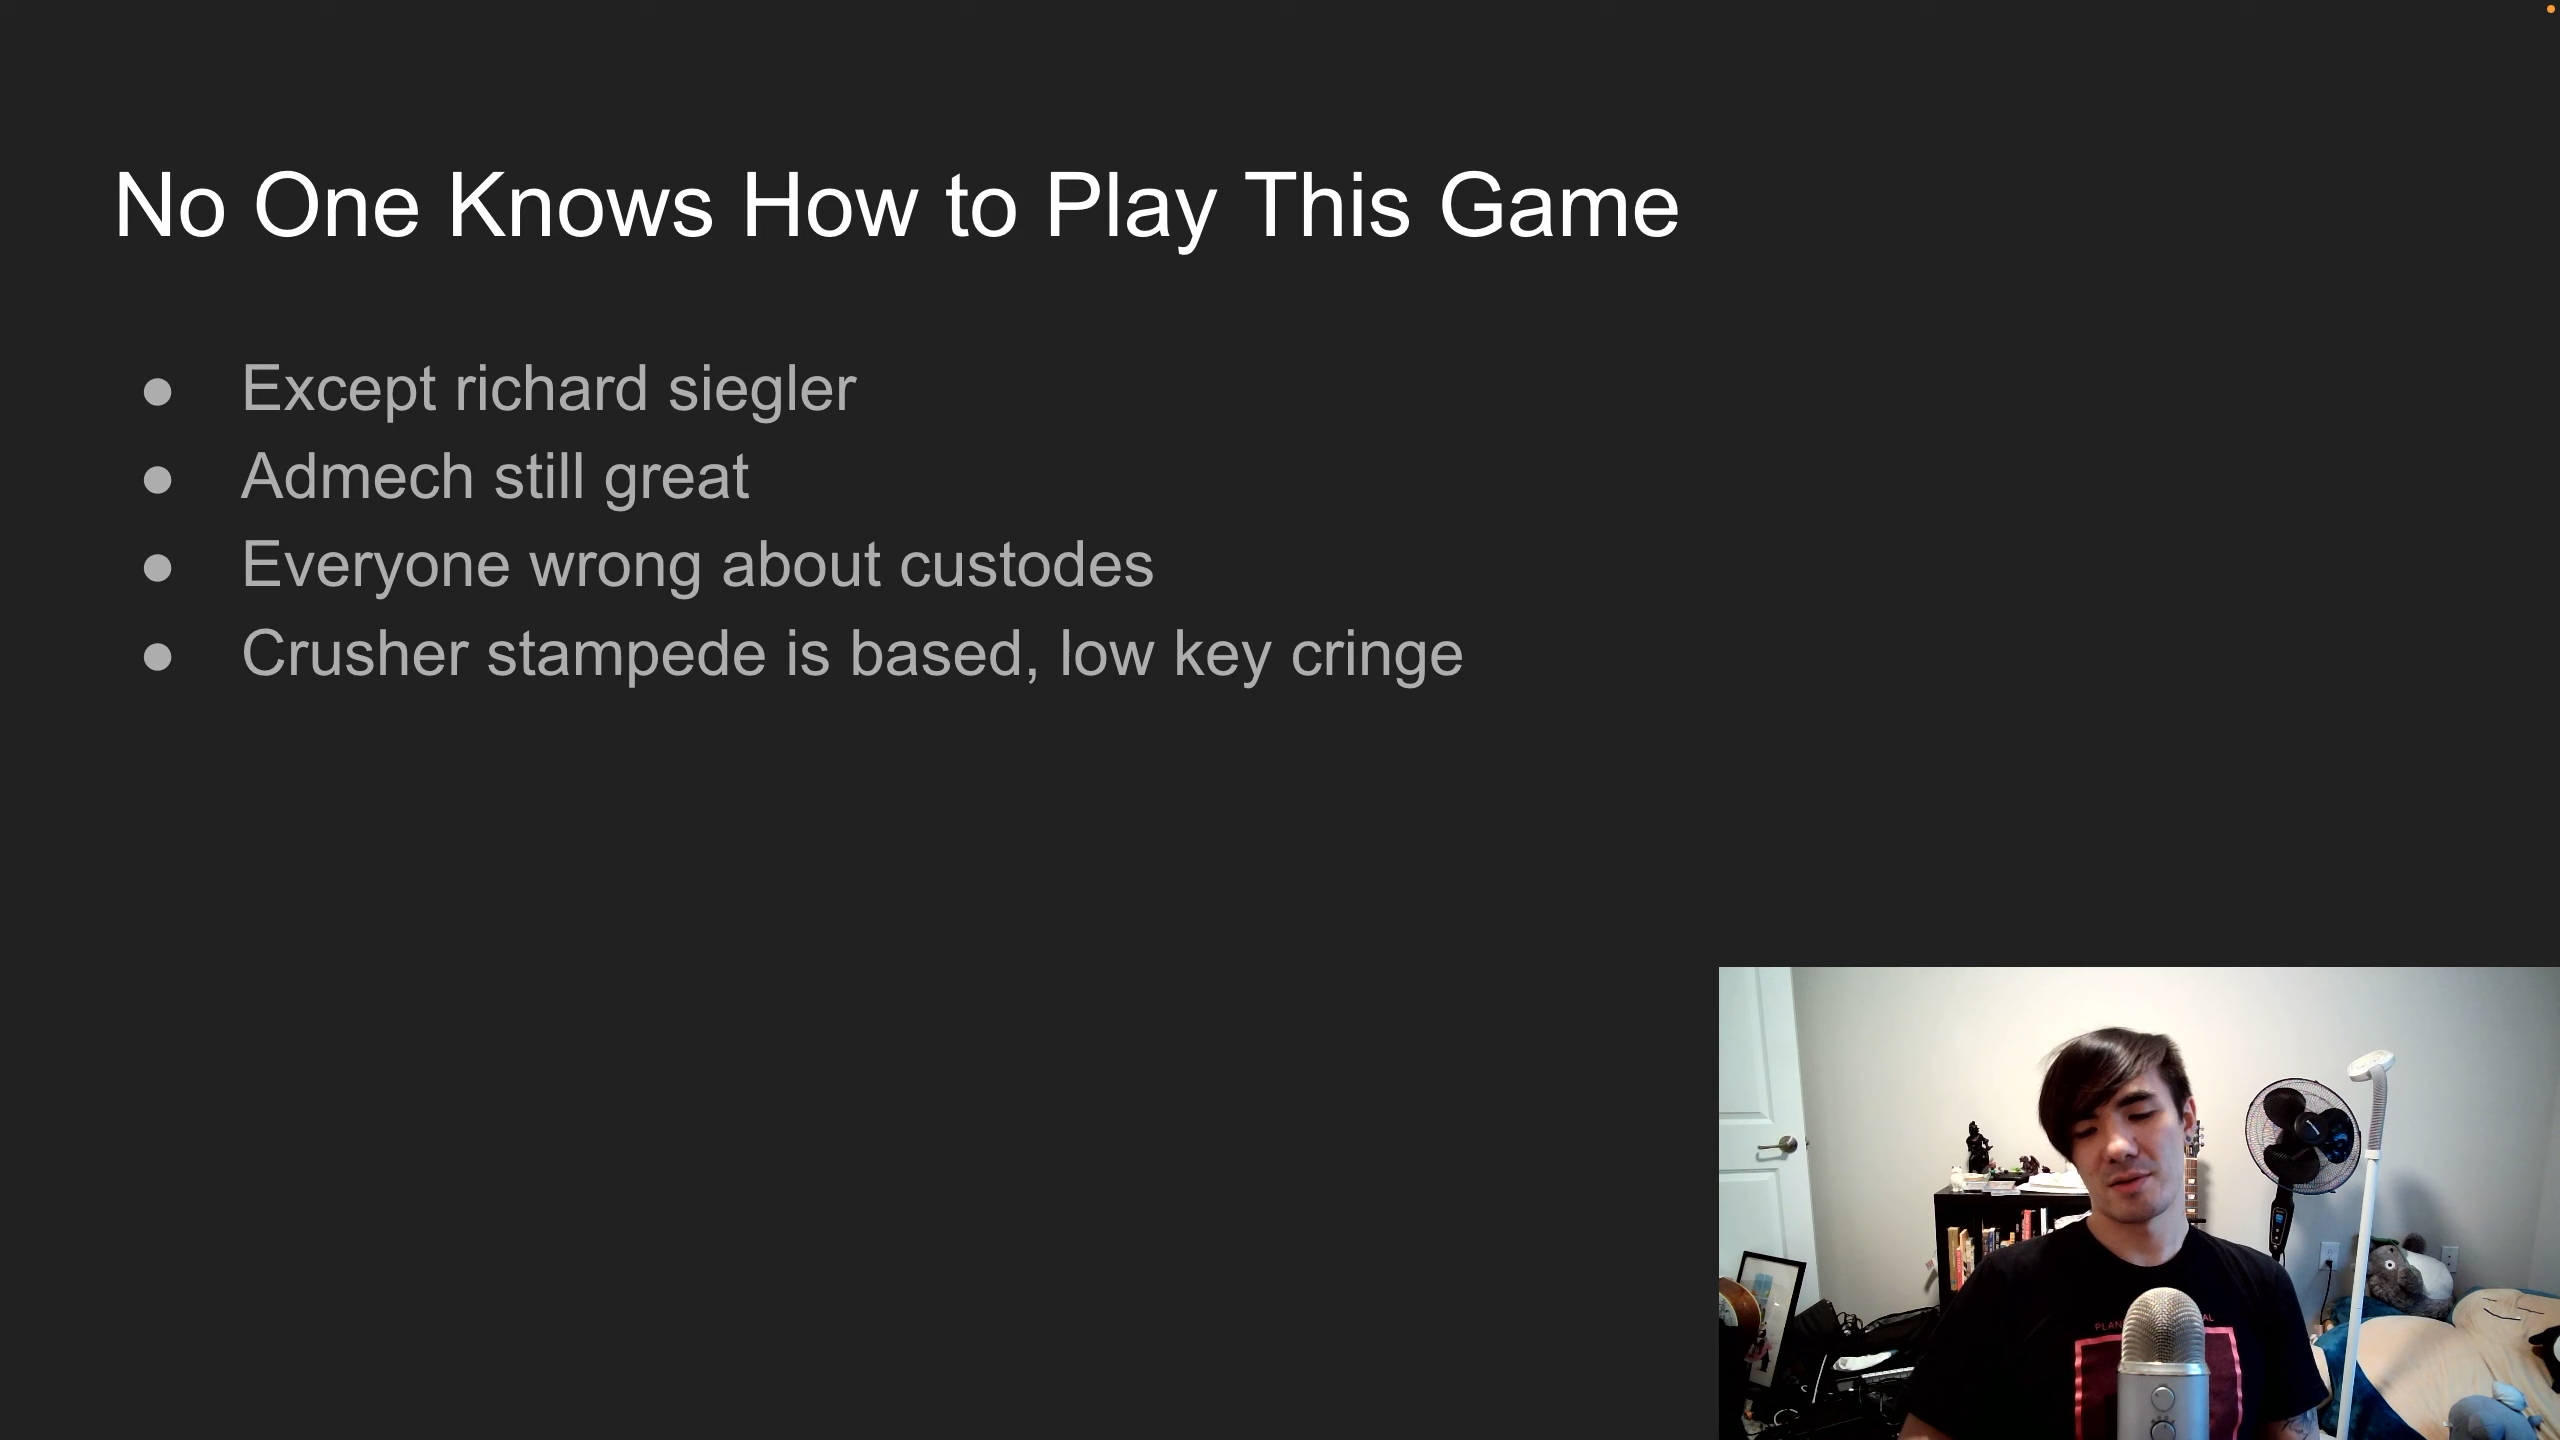 No One Knows How to Play This Game
● Except richard siegler
● Admech still great
● Everyone wrong about custodes
● Crusher stampede is based, low key cringe